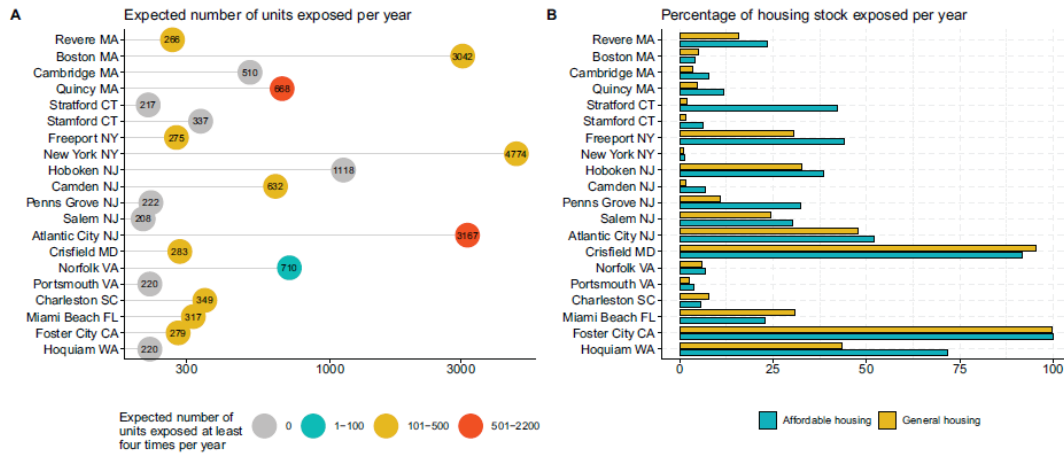 A
Expected number of units exposed per year
Revere MA
266
Boston MA
3042
Cambridge MA
510
Quincy MA
668
Stratford CT
217
Stamford CT
337
Freeport NY
275
New York NY
4774
Hoboken NJ
1118
Camden NJ
632
Penns Grove NJ
222
Salem NJ
208
Atlantic City NJ
3167
Crisfield MD
283
Norfolk VA
710
Portsmouth VA
220
Charleston SC
349
Miami Beach FL
317
Foster City CA
279
Hoquiam WA
220
300 1000 3000
Expected number of
units exposed at least
four times per year
0 1−100 101−500 501−2200
B
Percentage of housing stock exposed per year
Revere MA
Boston MA
Cambridge MA
Quincy MA
Stratford CT
Stamford CT
Freeport NY
New York NY
Hoboken NJ
Camden NJ
Penns Grove NJ
Salem NJ
Atlantic City NJ
Crisfield MD
Norfolk VA
Portsmouth VA
Charleston SC
Miami Beach FL
Foster City CA
Hoquiam WA
0 25 50 75 100
Affordable housing General housing